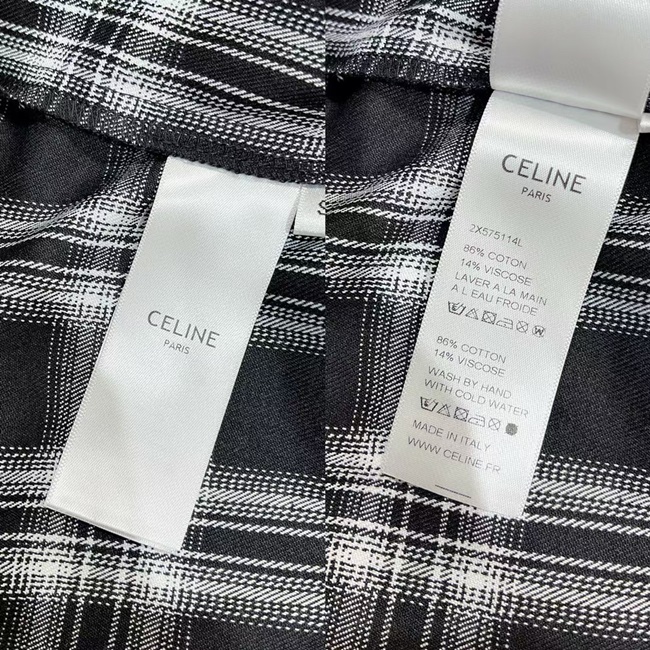 CELINE
PARIS
S
CELINE
PARIS
2X575114L
86% COTON
14% VISCOSE
LAVER A LA MAIN
A L EAU FROIDE
W
86% COTTON
14% VISCOSE
WASH BY HAND
WITH COLD WATER
MADE IN ITALY
WWW.CELINE.FR